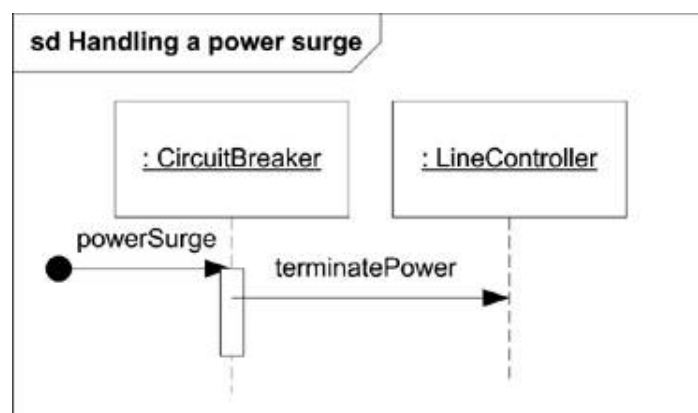 sd Handling a power surge
: CircuitBreaker
: LineController
powerSurge
terminatePower